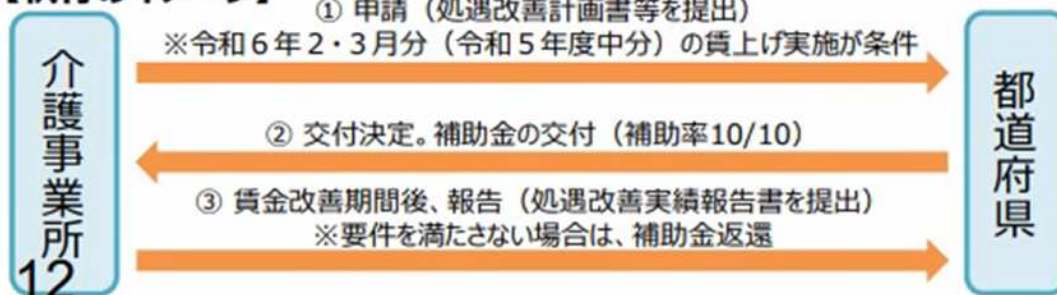 ① 申請（処遇改善計画書等を提出）
※令和６年２・３月分（令和５年度中分）の賃上げ実施が条件
介護事業所
都道府県
② 交付決定。補助金の交付（補助率10/10）
③ 賃金改善期間後、報告（処遇改善実績報告書を提出）
※要件を満たさない場合は、補助金返還
12